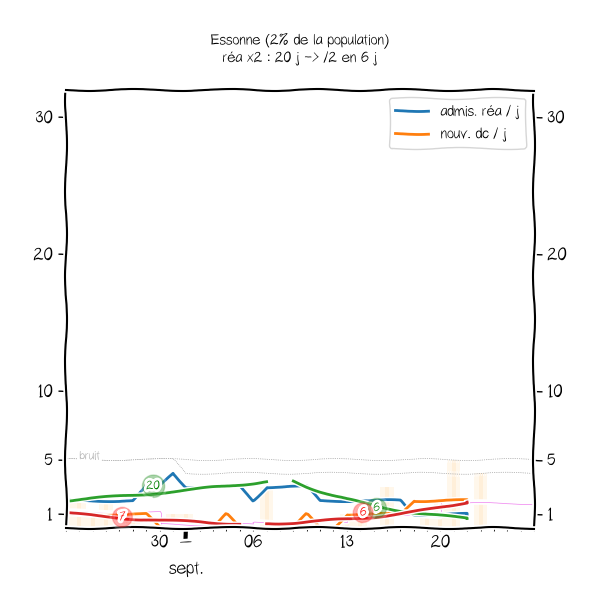 Essonne (2% de la population)
réa x2 : 20 j -> /2 en 6 j
admis. réa / j
nouv. dc / j
30 30
20 20
10 10
5 5
bruit
20
7
6
6
1 1
30 1 06 13 20
sept.